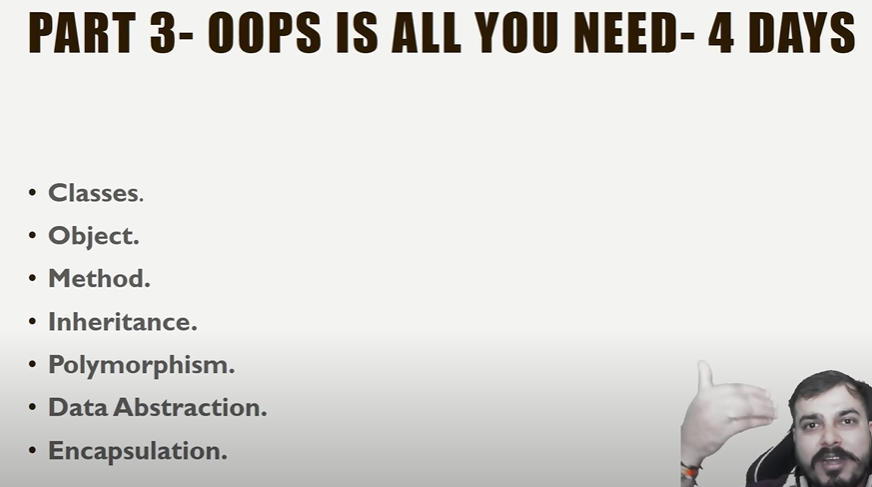 PART 3- OOPS IS ALL YOU NEED- 4 DAYS
• Classes.
• Object.
• Method.
• Inheritance.
• Polymorphism.
• Data Abstraction.
• Encapsulation.